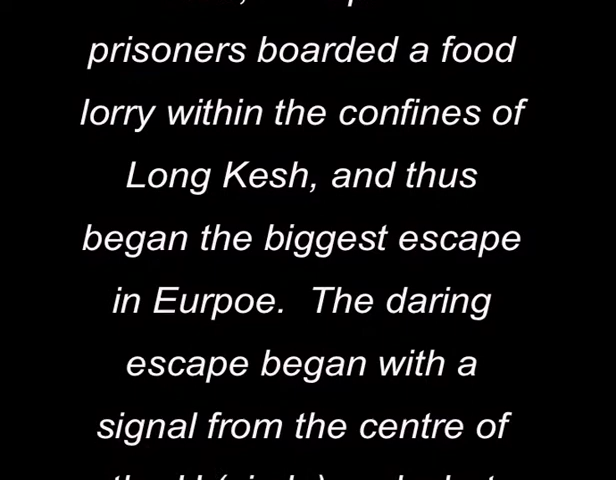 prisoners boarded a food
lorry within the confines of
Long Kesh, and thus
began the biggest escape
in Eurpoe.  The daring
escape began with a
signal from the centre of